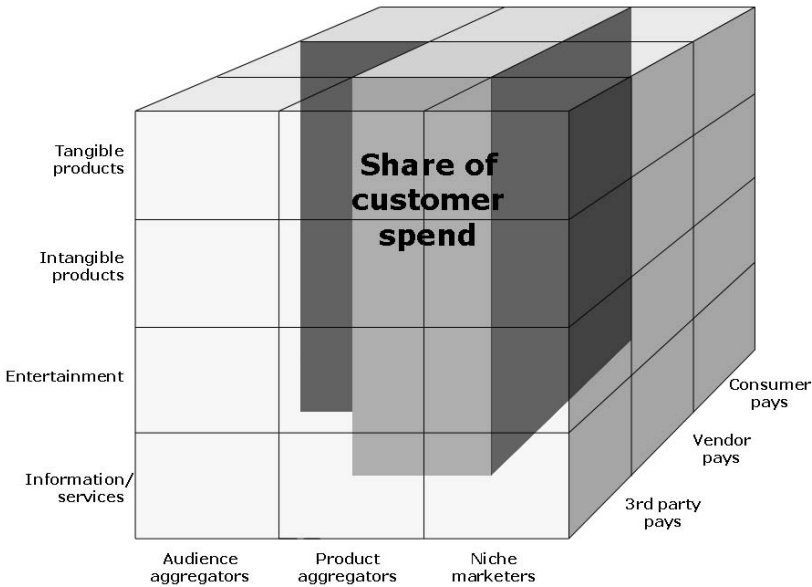 Tangible
products
Share of
customer
spend
Intangible
products
Entertainment
Consumer
pays
Vendor
pays
Information/
services
3rd party
pays
Audience
aggregators
Product
aggregators
Niche
marketers